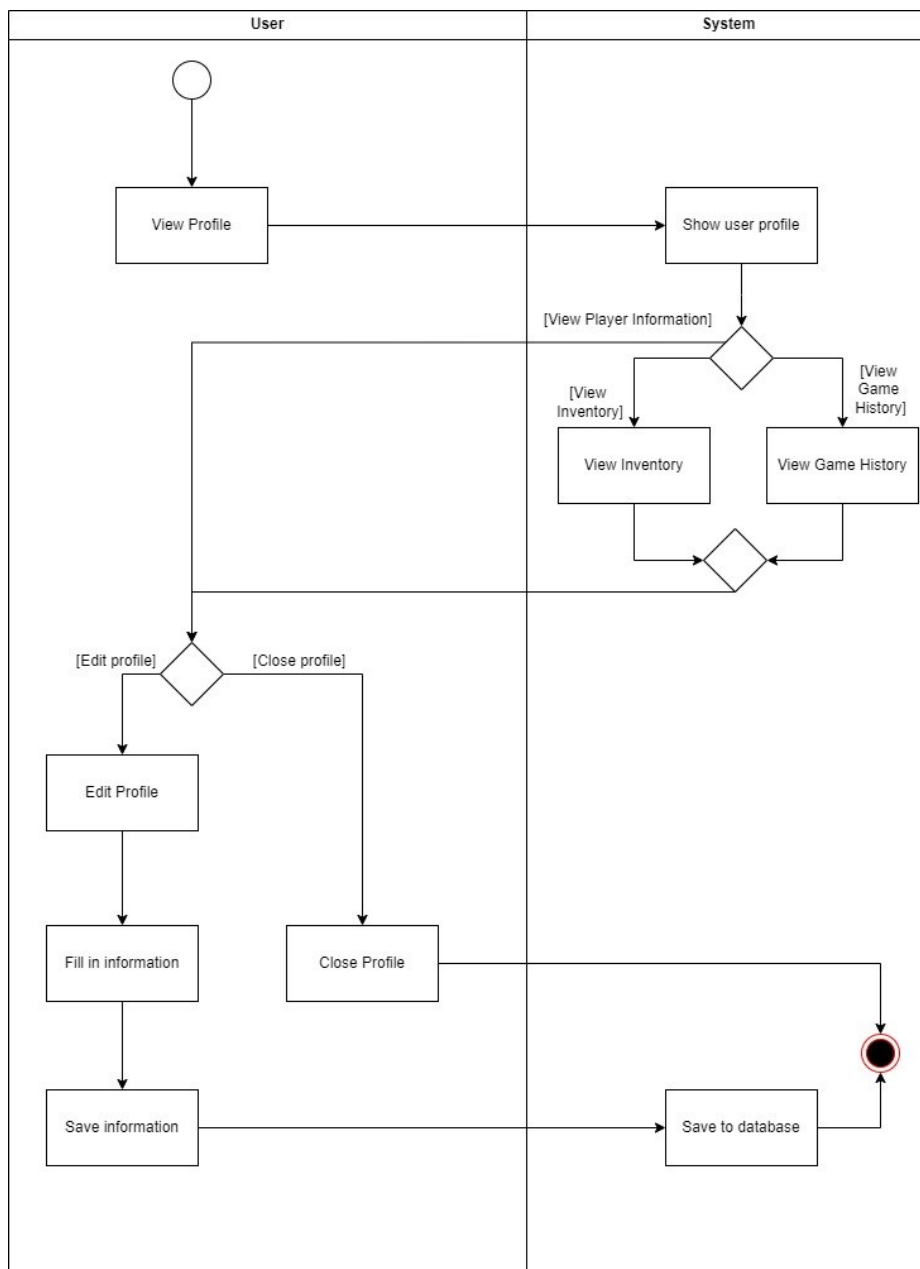 User
System
View Profile
Show user profile
[View Player Information]
[View
Inventory]
[View
Game
History]
View Inventory
View Game History
[Edit profile]
[Close profile]
Edit Profile
Fill in information
Close Profile
Save information
Save to database